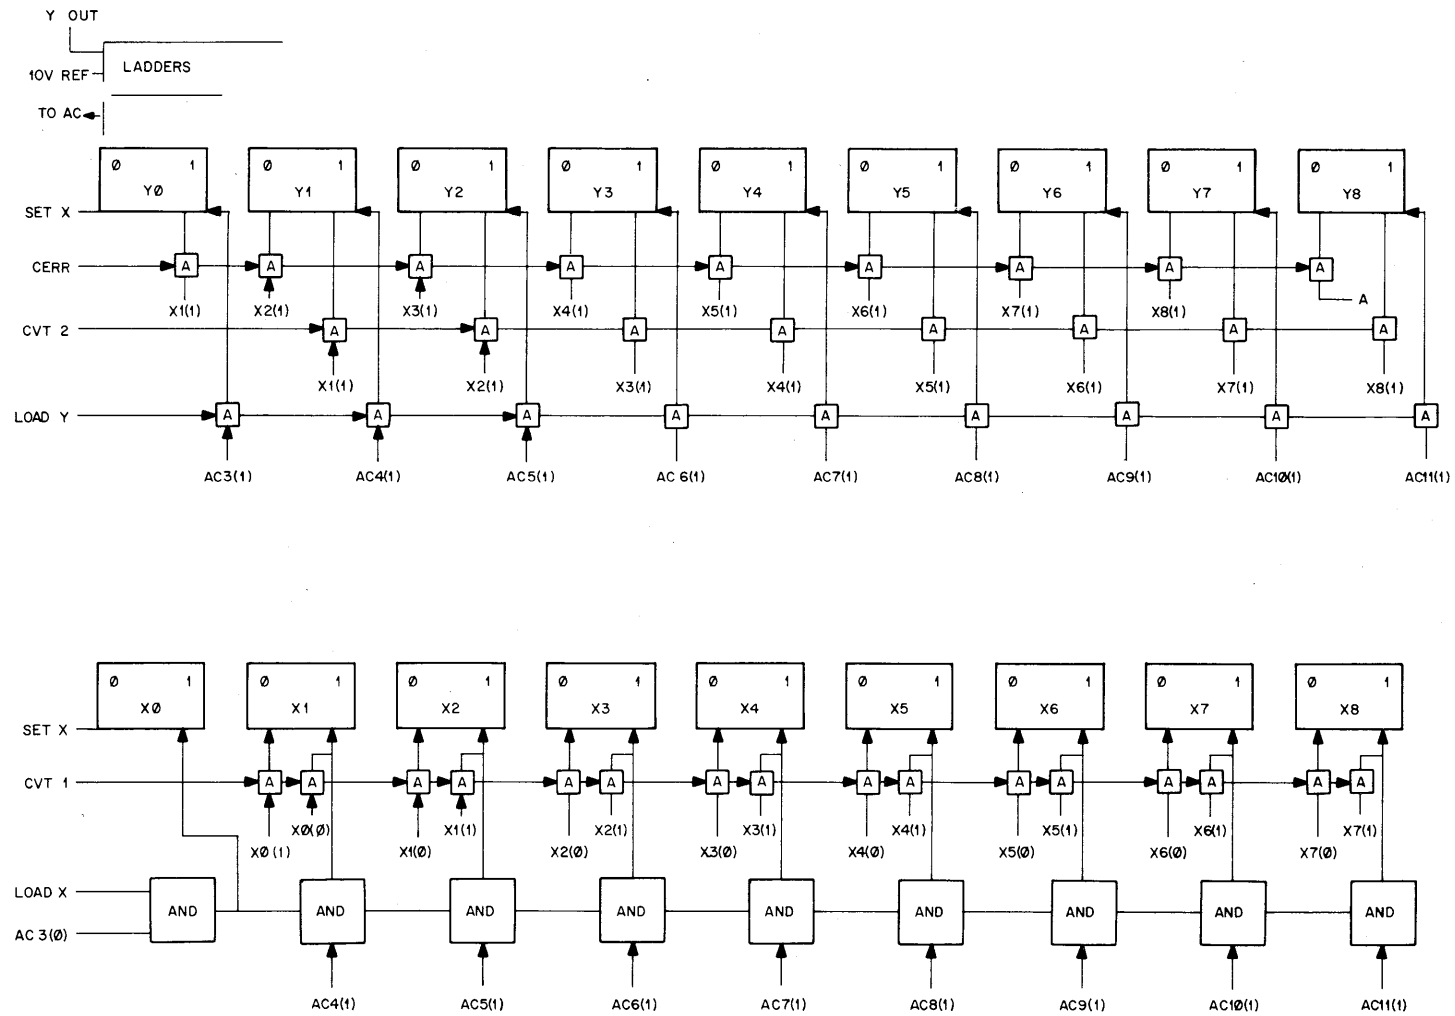 Y OUT
10V REF
LADDERS
TO AC
Ø 1 Ø 1 Ø 1 Ø 1 Ø 1 Ø 1 Ø 1 Ø 1 Ø 1
YØ Y1 Y2 Y3 Y4 Y5 Y6 Y7 Y8
SET X
CERR A A A A A A A A A
X1(1) X2(1) X3(1) X4(1) X5(1) X6(1) X7(1) X8(1) A
CVT 2 A A A A A A A A
X1(1) X2(1) X3(1) X4(1) X5(1) X6(1) X7(1) X8(1)
LOAD Y A A A A A A A A A
AC3(1) AC4(1) AC5(1) AC6(1) AC7(1) AC8(1) AC9(1) AC1Ø(1) AC11(1)
Ø 1 Ø 1 Ø 1 Ø 1 Ø 1 Ø 1 Ø 1 Ø 1 Ø 1
XØ X1 X2 X3 X4 X5 X6 X7 X8
SET X
CVT 1 A A A A A A A A A A A A A A A A
XØ(Ø) X1(1) X2(1) X3(1) X4(1) X5(1) X6(1) X7(1)
XØ(1) X1(Ø) X2(Ø) X3(Ø) X4(Ø) X5(Ø) X6(Ø) X7(Ø)
LOAD X
AND AND AND AND AND AND AND AND AND
AC3(Ø)
AC4(1) AC5(1) AC6(1) AC7(1) AC8(1) AC9(1) AC1Ø(1) AC11(1)